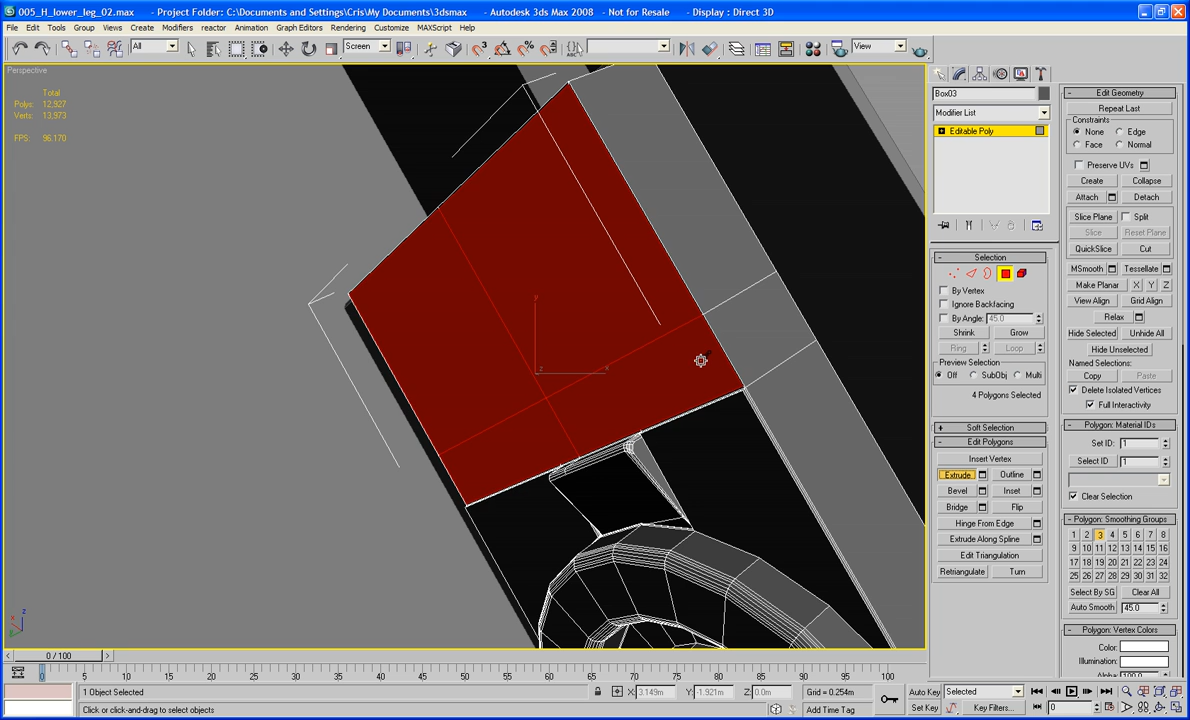 005_H_lower_leg_02.max - Project Folder: C:\Documents and Settings\Cris\My Documents\3dsmax - Autodesk 3ds Max 2008 - Not for Resale - Display : Direct 3D
File Edit Tools Group Views Create Modifiers reactor Animation Graph Editors Rendering Customize MAXScript Help
All Screen View
Perspective
Total
Polys: 12,927
Verts: 13,973
FPS: 96.170
y
z x
z
x
y
Box03
Modifier List
Editable Poly
- Selection
By Vertex
Ignore Backfacing
By Angle: 45.0
Shrink Grow
Ring Loop
Preview Selection
Off SubObj Multi
4 Polygons Selected
+ Soft Selection
- Edit Polygons
Insert Vertex
Extrude Outline
Bevel Inset
Bridge Flip
Hinge From Edge
Extrude Along Spline
Edit Triangulation
Retriangulate Turn
- Edit Geometry
Repeat Last
Constraints
None Edge
Face Normal
Preserve UVs
Create Collapse
Attach Detach
Slice Plane Split
Slice Reset Plane
QuickSlice Cut
MSmooth Tessellate
Make Planar X Y Z
View Align Grid Align
Relax
Hide Selected Unhide All
Hide Unselected
Named Selections:
Copy Paste
Delete Isolated Vertices
Full Interactivity
- Polygon: Material IDs
Set ID: 1
Select ID 1
Clear Selection
- Polygon: Smoothing Groups
1 2 3 4 5 6 7 8
9 10 11 12 13 14 15 16
17 18 19 20 21 22 23 24
25 26 27 28 29 30 31 32
Select By SG Clear All
Auto Smooth 45.0
- Polygon: Vertex Colors
Color:
Illumination:
Alpha: 100.0
< 0 / 100 >
0 5 10 15 20 25 30 35 40 45 50 55 60 65 70 75 80 85 90 95 100
1 Object Selected X: 3.149m Y: -1.921m Z: 0.0m Grid = 0.254m Auto Key Selected
Click or click-and-drag to select objects Add Time Tag Set Key Key Filters... 0